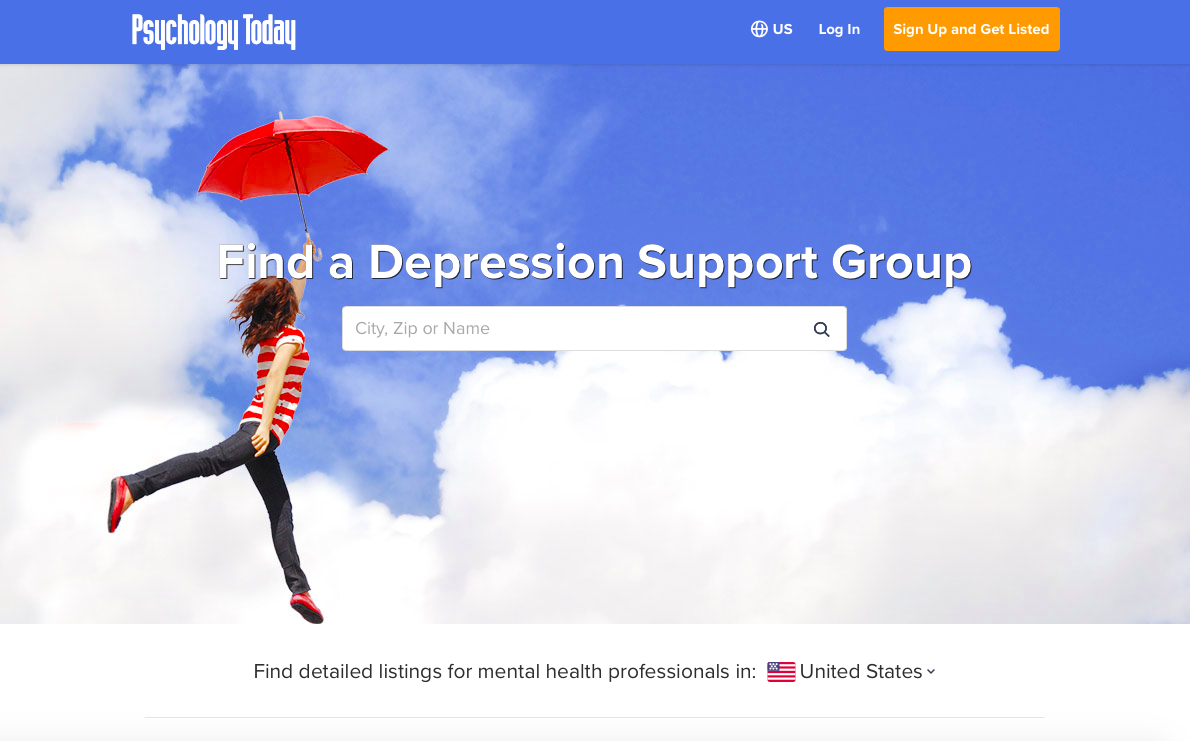 Psychology Today
US
Log In
Sign Up and Get Listed
Find a Depression Support Group
City, Zip or Name
Find detailed listings for mental health professionals in: United States